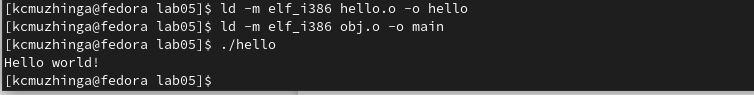 [kcmuzhinga@fedora lab05]$ ld -m elf_i386 hello.o -o hello
[kcmuzhinga@fedora lab05]$ ld -m elf_i386 obj.o -o main
[kcmuzhinga@fedora lab05]$ ./hello
Hello world!
[kcmuzhinga@fedora lab05]$